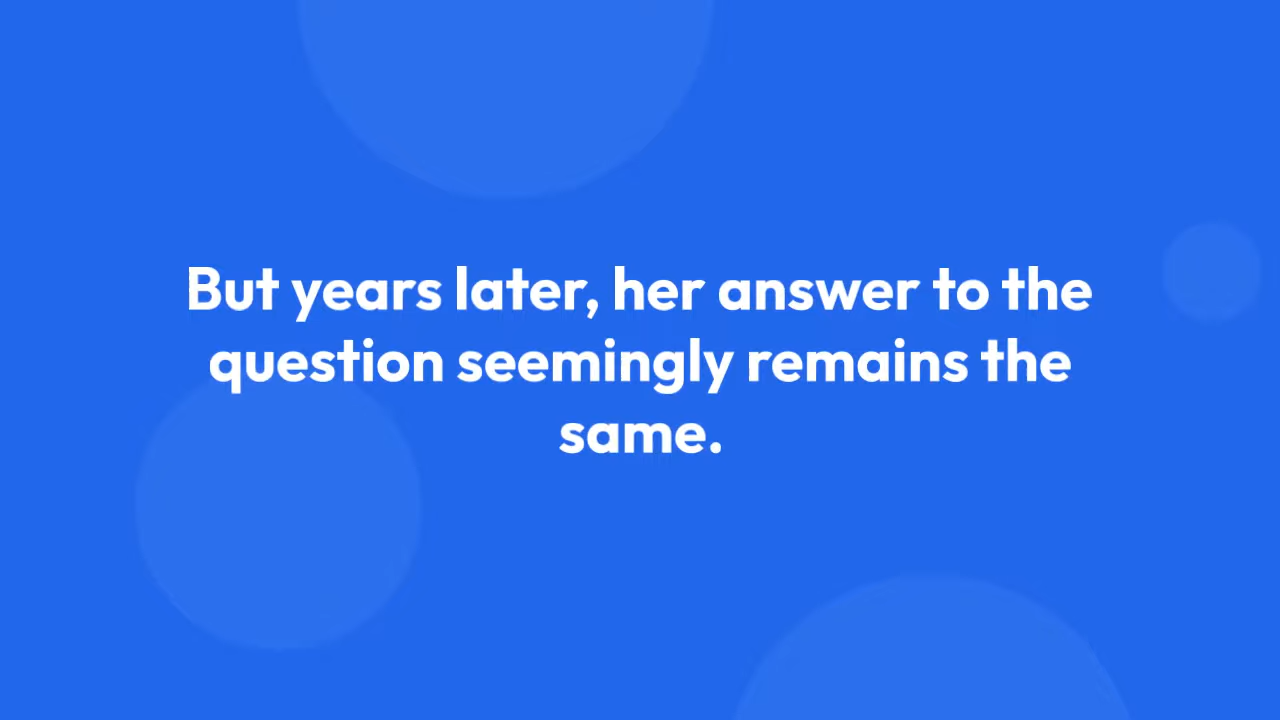 But years later, her answer to the
question seemingly remains the
same.